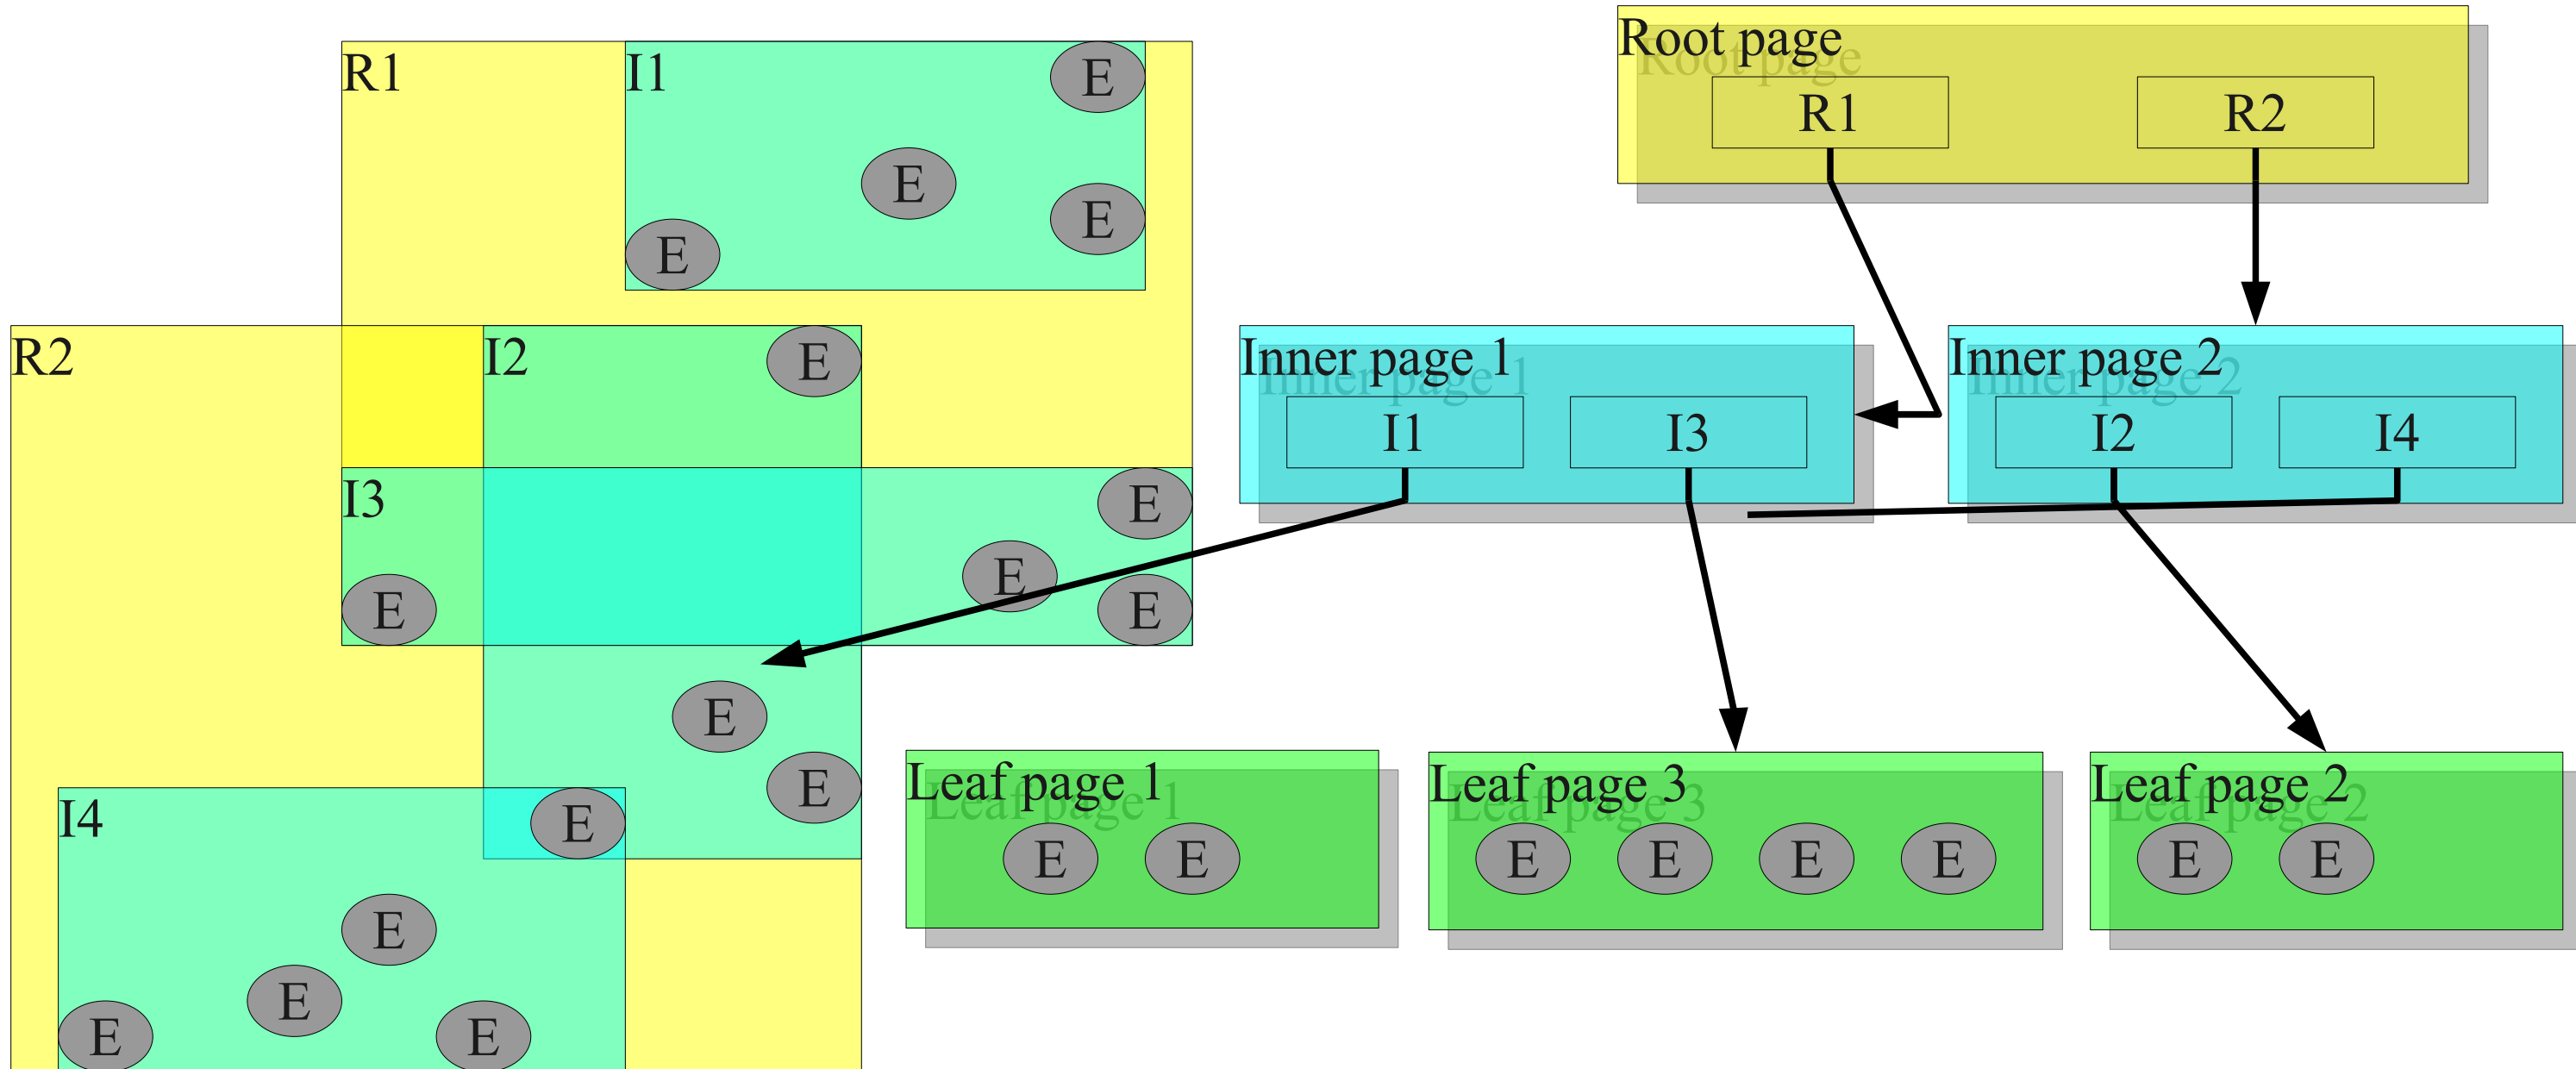 R1
I1
E
E
E
E
R2
I2
E
I3
E
E
E
E
E
E
I4
E
E
E
E
E
Root page
R1
R2
Inner page 1
I1
I3
Inner page 2
I2
I4
Leaf page 1
E E
Leaf page 3
E E E E
Leaf page 2
E E